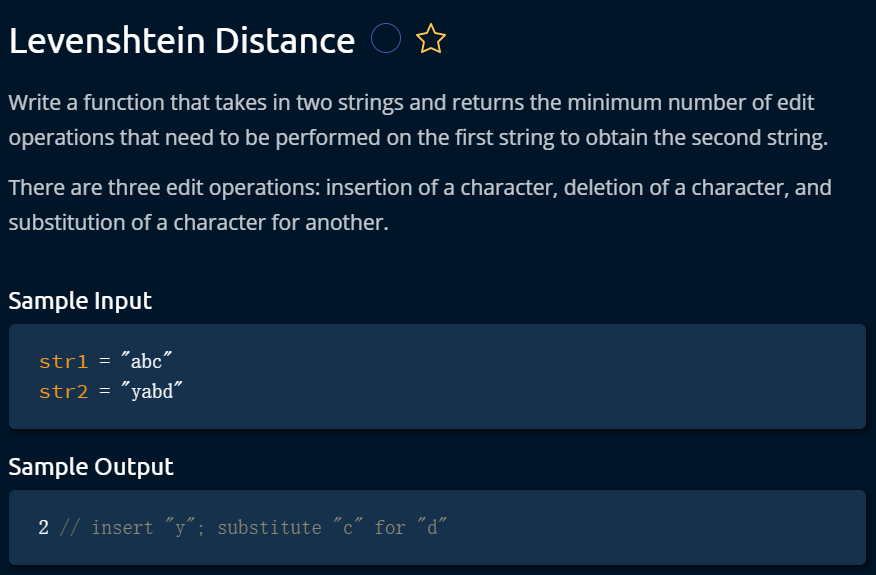 Levenshtein Distance
Write a function that takes in two strings and returns the minimum number of edit
operations that need to be performed on the first string to obtain the second string.
There are three edit operations: insertion of a character, deletion of a character, and
substitution of a character for another.
Sample Input
str1 = "abc"
str2 = "yabd"
Sample Output
2 // insert "y"; substitute "c" for "d"